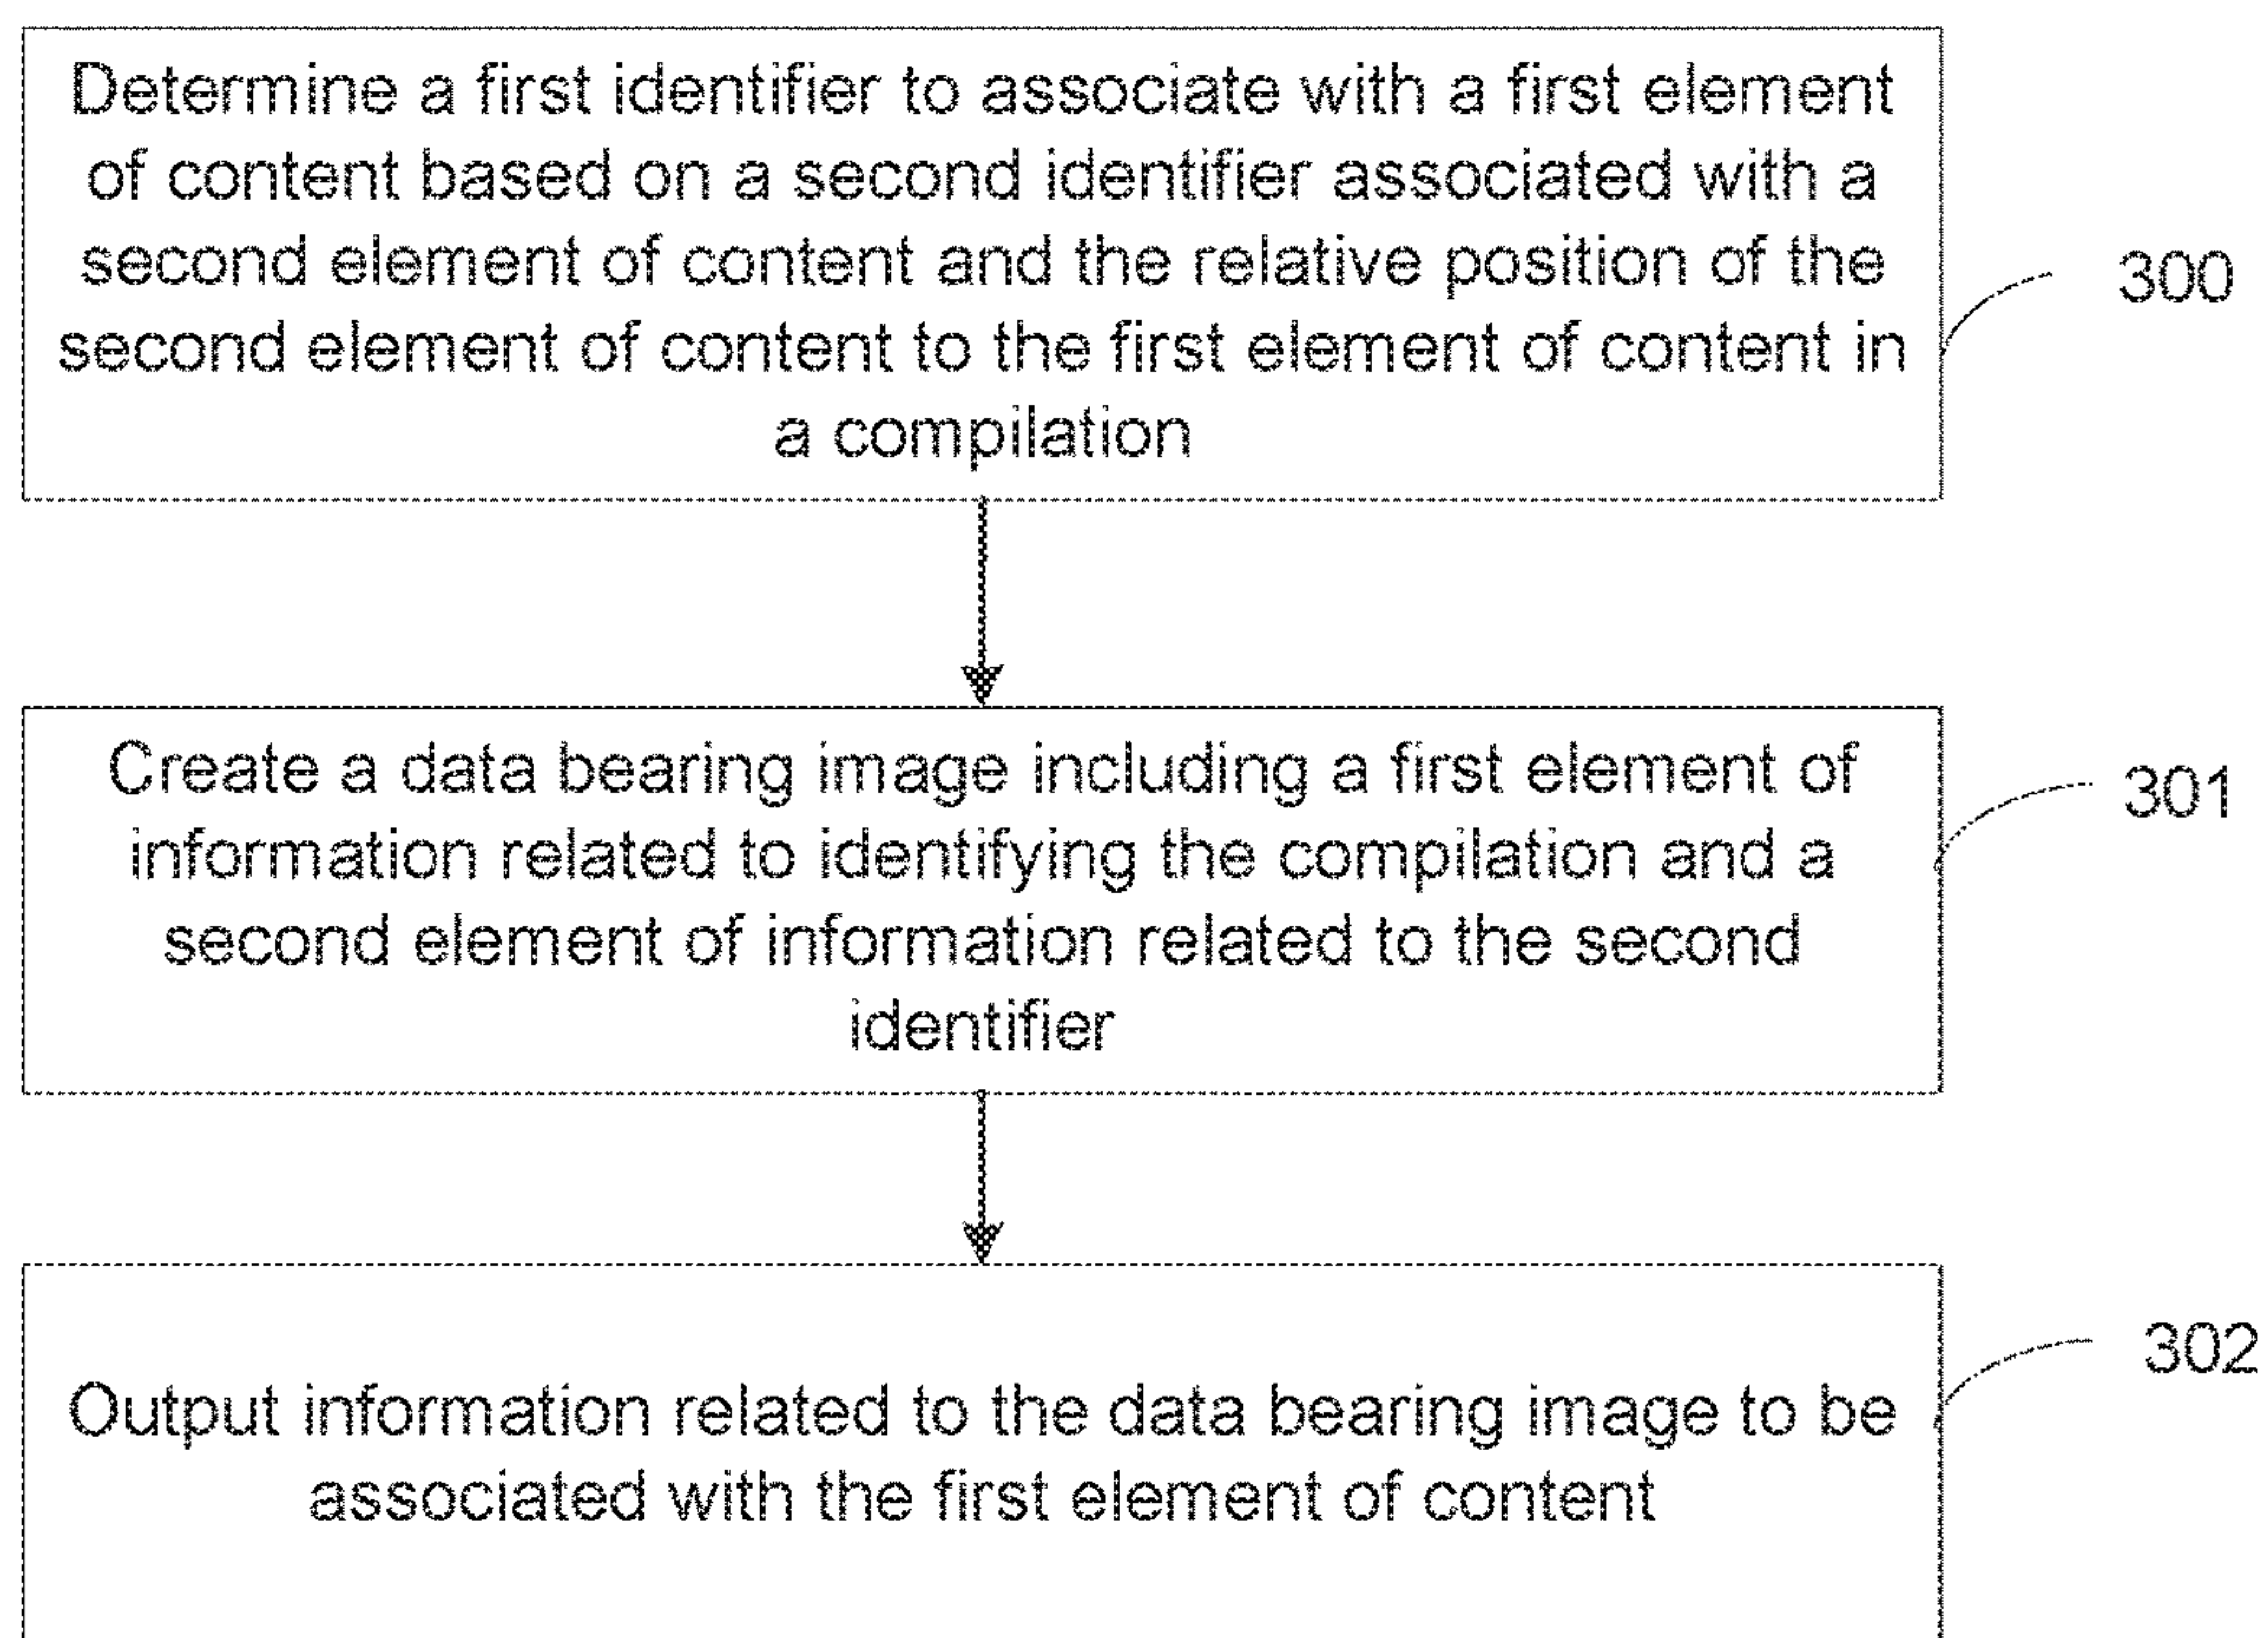 Determine a first identifier to associate with a first element
of content based on a second identifier associated with a
second element of content and the relative position of the
second element of content to the first element of content in
a compilation
300
Create a data bearing image including a first element of
information related to identifying the compilation and a
second element of information related to the second
identifier
301
Output information related to the data bearing image to be
associated with the first element of content
302